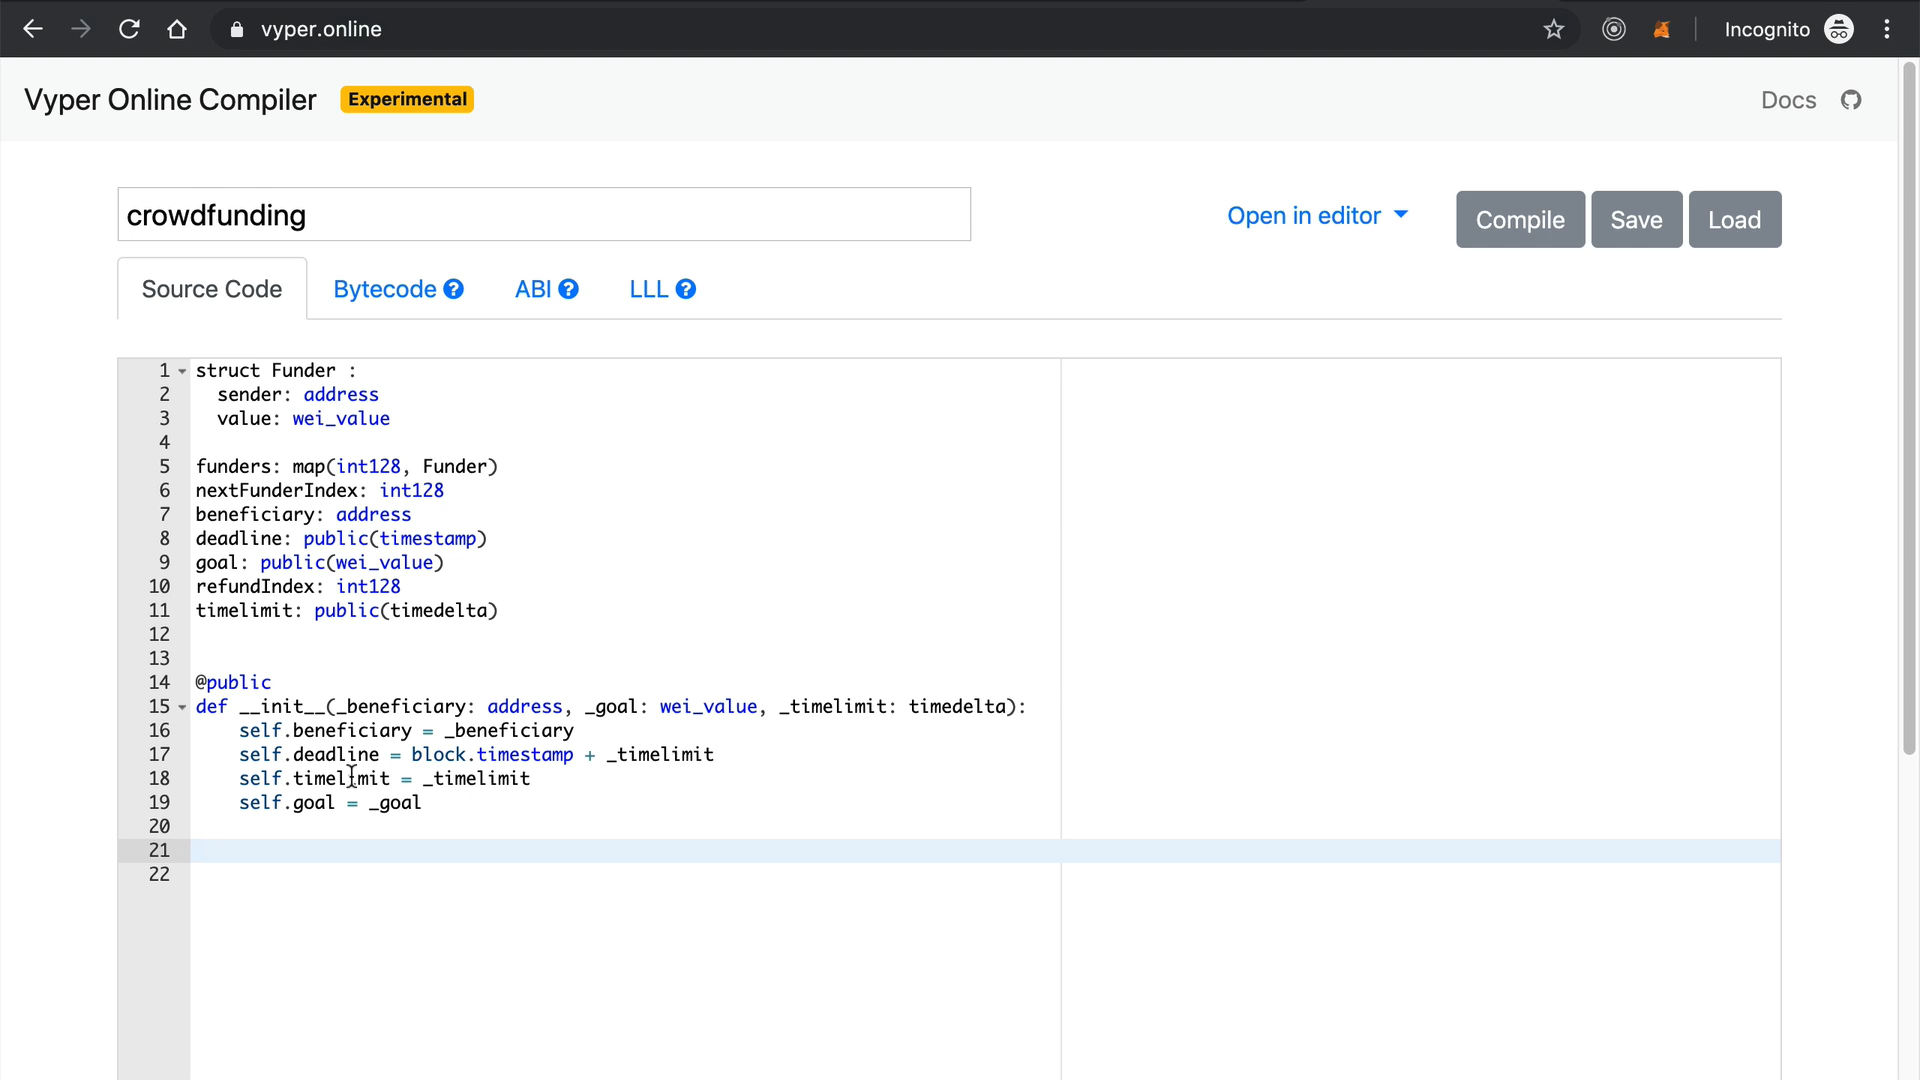 vyper.online
Incognito
Vyper Online Compiler Experimental
Docs
crowdfunding
Open in editor
Compile Save Load
Source Code Bytecode ? ABI ? LLL ?
1 struct Funder :
2 sender: address
3 value: wei_value
4
5 funders: map(int128, Funder)
6 nextFunderIndex: int128
7 beneficiary: address
8 deadline: public(timestamp)
9 goal: public(wei_value)
10 refundIndex: int128
11 timelimit: public(timedelta)
12
13
14 @public
15 def __init__(_beneficiary: address, _goal: wei_value, _timelimit: timedelta):
16 self.beneficiary = _beneficiary
17 self.deadline = block.timestamp + _timelimit
18 self.timelimit = _timelimit
19 self.goal = _goal
20
21
22